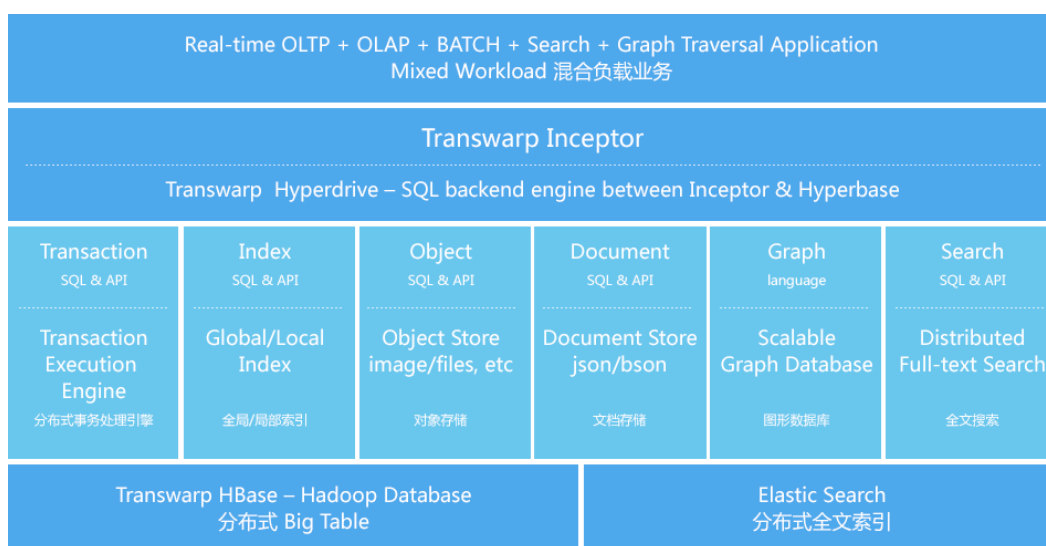 Real-time OLTP + OLAP + BATCH + Search + Graph Traversal Application
Mixed Workload 混合负载业务
Transwarp Inceptor
Transwarp Hyperdrive – SQL backend engine between Inceptor & Hyperbase
Transaction
SQL & API
Transaction
Execution
Engine
分布式事务处理引擎
Index
SQL & API
Global/Local
Index
全局/局部索引
Object
SQL & API
Object Store
image/files, etc
对象存储
Document
SQL & API
Document Store
json/bson
文档存储
Graph
language
Scalable
Graph Database
图形数据库
Search
SQL & API
Distributed
Full-text Search
全文搜索
Transwarp HBase – Hadoop Database
分布式 Big Table
Elastic Search
分布式全文索引